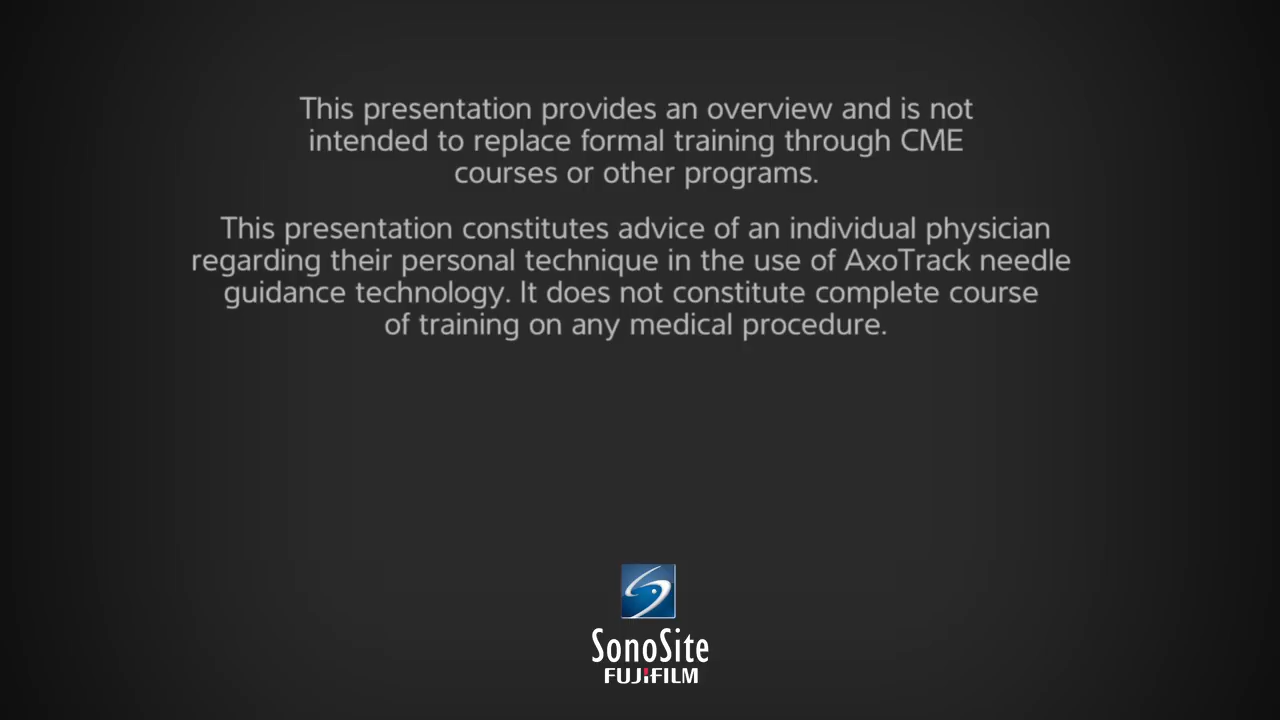 This presentation provides an overview and is not
intended to replace formal training through CME
courses or other programs.
This presentation constitutes advice of an individual physician
regarding their personal technique in the use of AxoTrack needle
guidance technology. It does not constitute complete course
of training on any medical procedure.
SonoSite
FUJIFILM